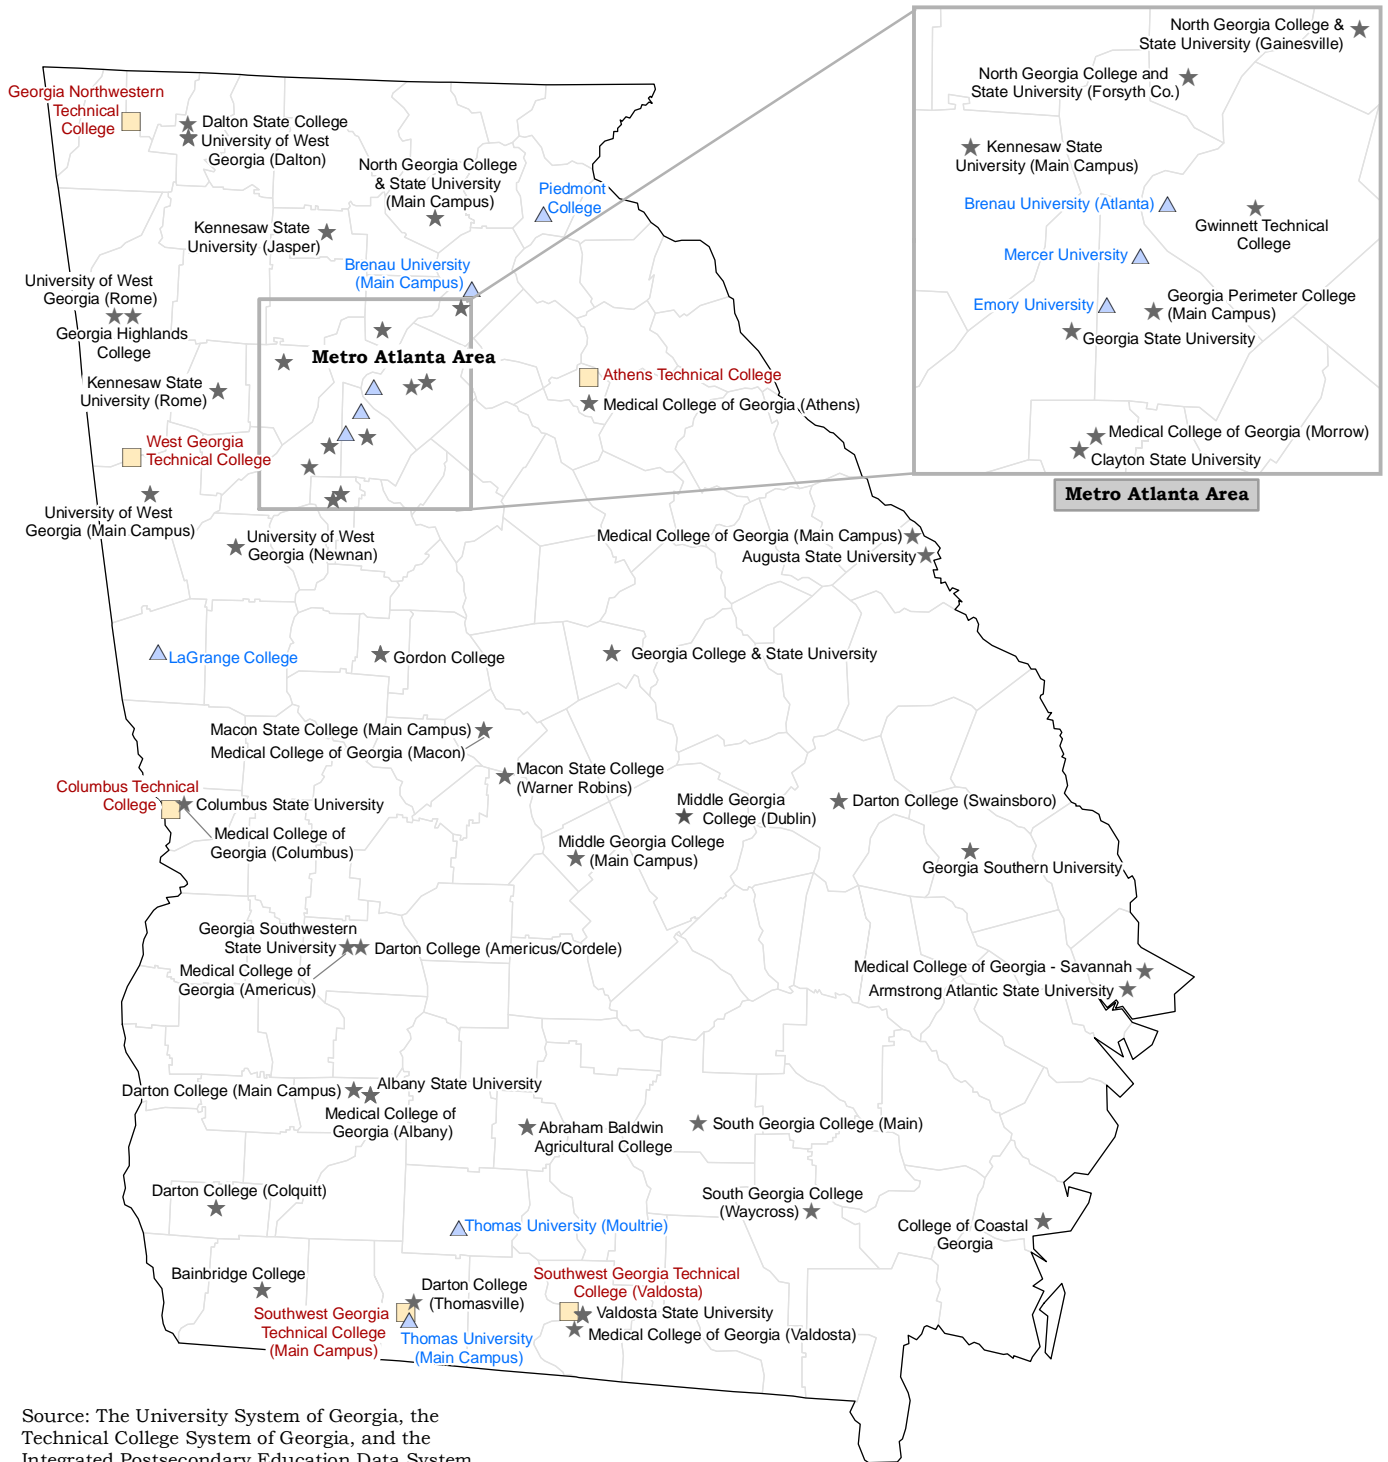 North Georgia College &
State University (Gainesville)
North Georgia College and
State University (Forsyth Co.)
Kennesaw State
University (Main Campus)
Brenau University (Atlanta)
Gwinnett Technical
College
Mercer University
Emory University
Georgia Perimeter College
(Main Campus)
Georgia State University
Medical College of Georgia (Morrow)
Clayton State University
Metro Atlanta Area
Georgia Northwestern
Technical
College
Dalton State College
University of West
Georgia (Dalton)
North Georgia College
& State University
(Main Campus)
Piedmont
College
Kennesaw State
University (Jasper)
Brenau University
(Main Campus)
University of West
Georgia (Rome)
Georgia Highlands
College
Metro Atlanta Area
Kennesaw State
University (Rome)
Athens Technical College
Medical College of Georgia (Athens)
West Georgia
Technical College
University of West
Georgia (Main Campus)
University of West
Georgia (Newnan)
Medical College of Georgia (Main Campus)
Augusta State University
LaGrange College
Gordon College
Georgia College & State University
Macon State College (Main Campus)
Medical College of Georgia (Macon)
Macon State College
(Warner Robins)
Columbus Technical
College
Columbus State University
Medical College of
Georgia (Columbus)
Middle Georgia
College (Dublin)
Darton College (Swainsboro)
Middle Georgia College
(Main Campus)
Georgia Southern University
Georgia Southwestern
State University
Darton College (Americus/Cordele)
Medical College of
Georgia (Americus)
Medical College of Georgia - Savannah
Armstrong Atlantic State University
Darton College (Main Campus)
Albany State University
Medical College of
Georgia (Albany)
Abraham Baldwin
Agricultural College
South Georgia College (Main)
Darton College (Colquitt)
South Georgia College
(Waycross)
Thomas University (Moultrie)
College of Coastal
Georgia
Bainbridge College
Darton College
(Thomasville)
Southwest Georgia Technical
College (Valdosta)
Southwest Georgia
Technical College
(Main Campus)
Valdosta State University
Thomas University
(Main Campus)
Medical College of Georgia (Valdosta)
Source: The University System of Georgia, the
Technical College System of Georgia, and the
Integrated Postsecondary Education Data System